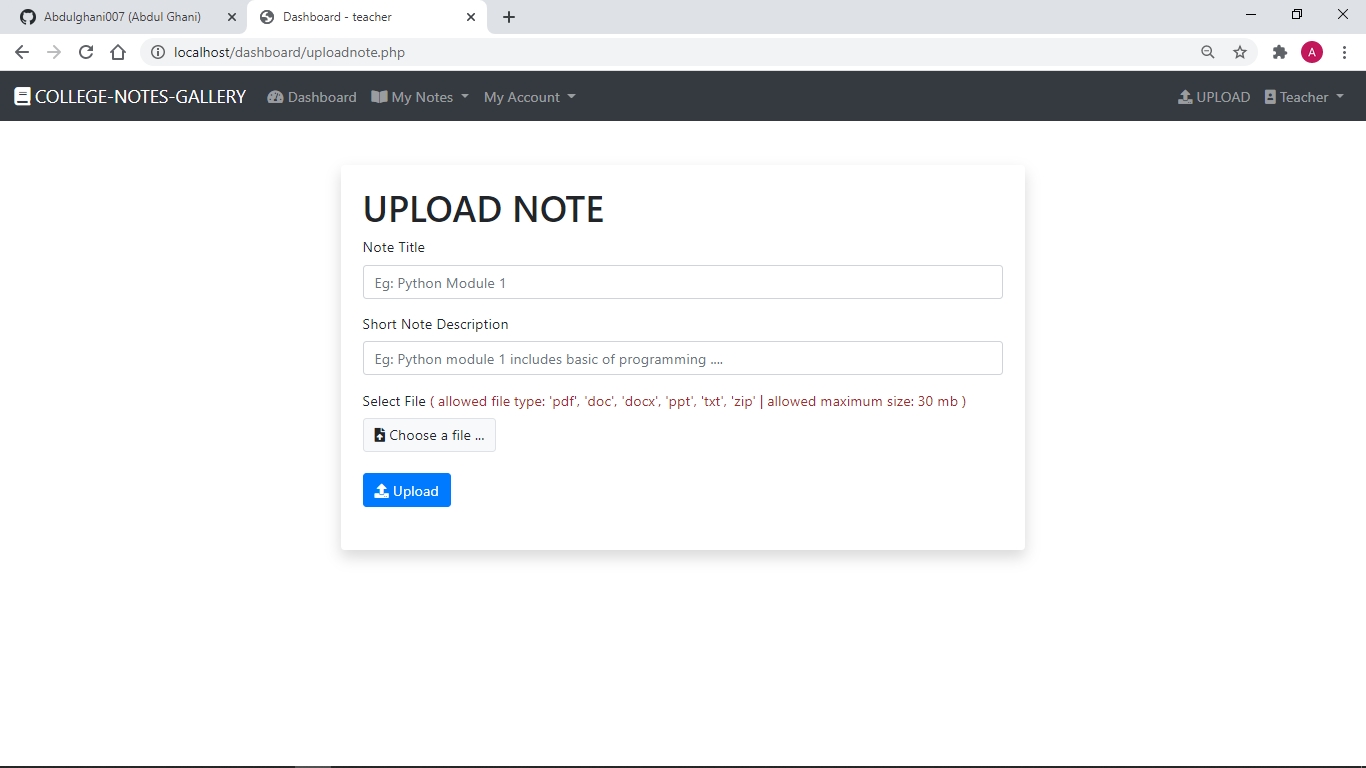 Abdulghani007 (Abdul Ghani)
Dashboard - teacher
localhost/dashboard/uploadnote.php
A
COLLEGE-NOTES-GALLERY
Dashboard
My Notes
My Account
UPLOAD
Teacher
UPLOAD NOTE
Note Title
Eg: Python Module 1
Short Note Description
Eg: Python module 1 includes basic of programming ....
Select File ( allowed file type: 'pdf', 'doc', 'docx', 'ppt', 'txt', 'zip' | allowed maximum size: 30 mb )
Choose a file ...
Upload